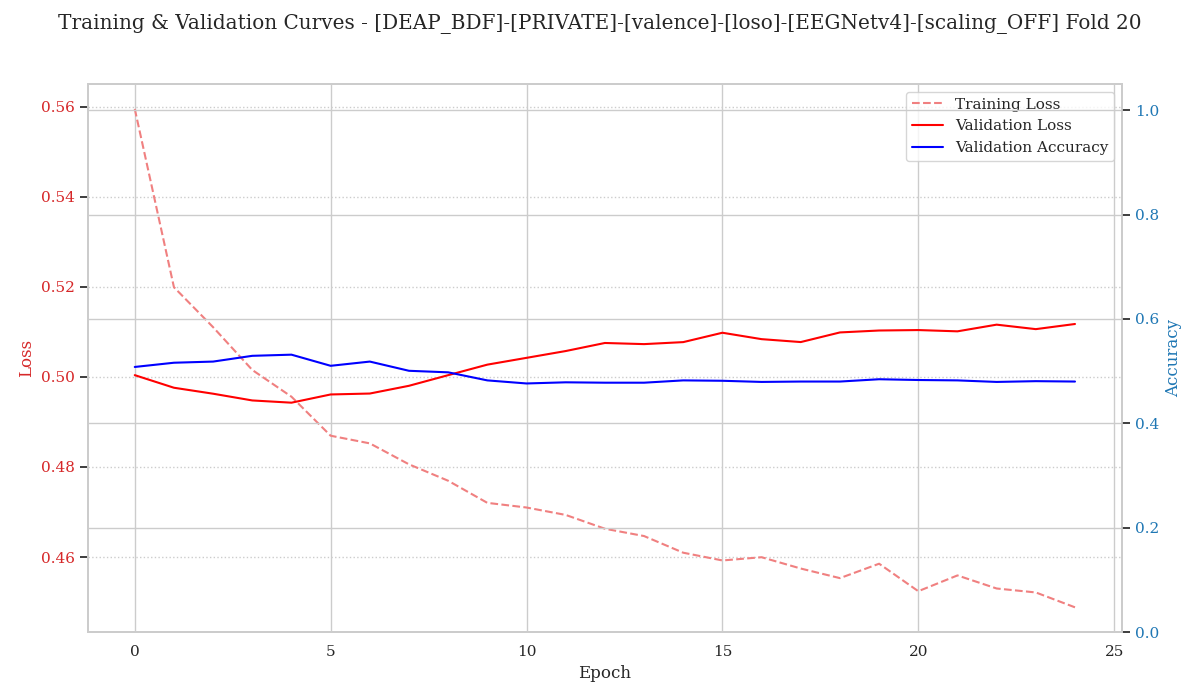 Training & Validation Curves - [DEAP_BDF]-[PRIVATE]-[valence]-[loso]-[EEGNetv4]-[scaling_OFF] Fold 20
Training Loss
Validation Loss
Validation Accuracy
0.56
0.54
0.52
0.50
0.48
0.46
Loss
1.0
0.8
0.6
0.4
0.2
0.0
Accuracy
0
5
10
15
20
25
Epoch